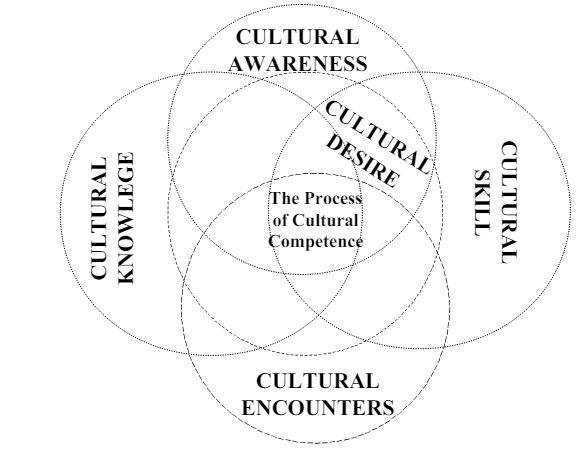 CULTURAL
AWARENESS
CULTURAL
DESIRE
CULTURAL
KNOWLEGE
The Process
of Cultural
Competence
CULTURAL
SKILL
CULTURAL
ENCOUNTERS